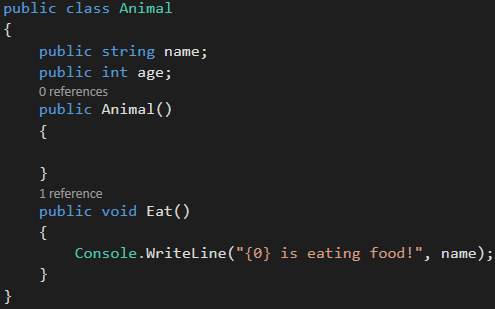 public class Animal
{
public string name;
public int age;
0 references
public Animal()
{
}
1 reference
public void Eat()
{
Console.WriteLine("{0} is eating food!", name);
}
}